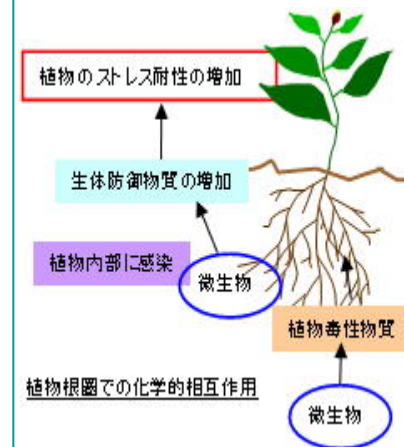 植物のストレス耐性の増加
生体防御物質の増加
植物内部に感染
微生物
植物毒性物質
植物根圏での化学的相互作用
微生物